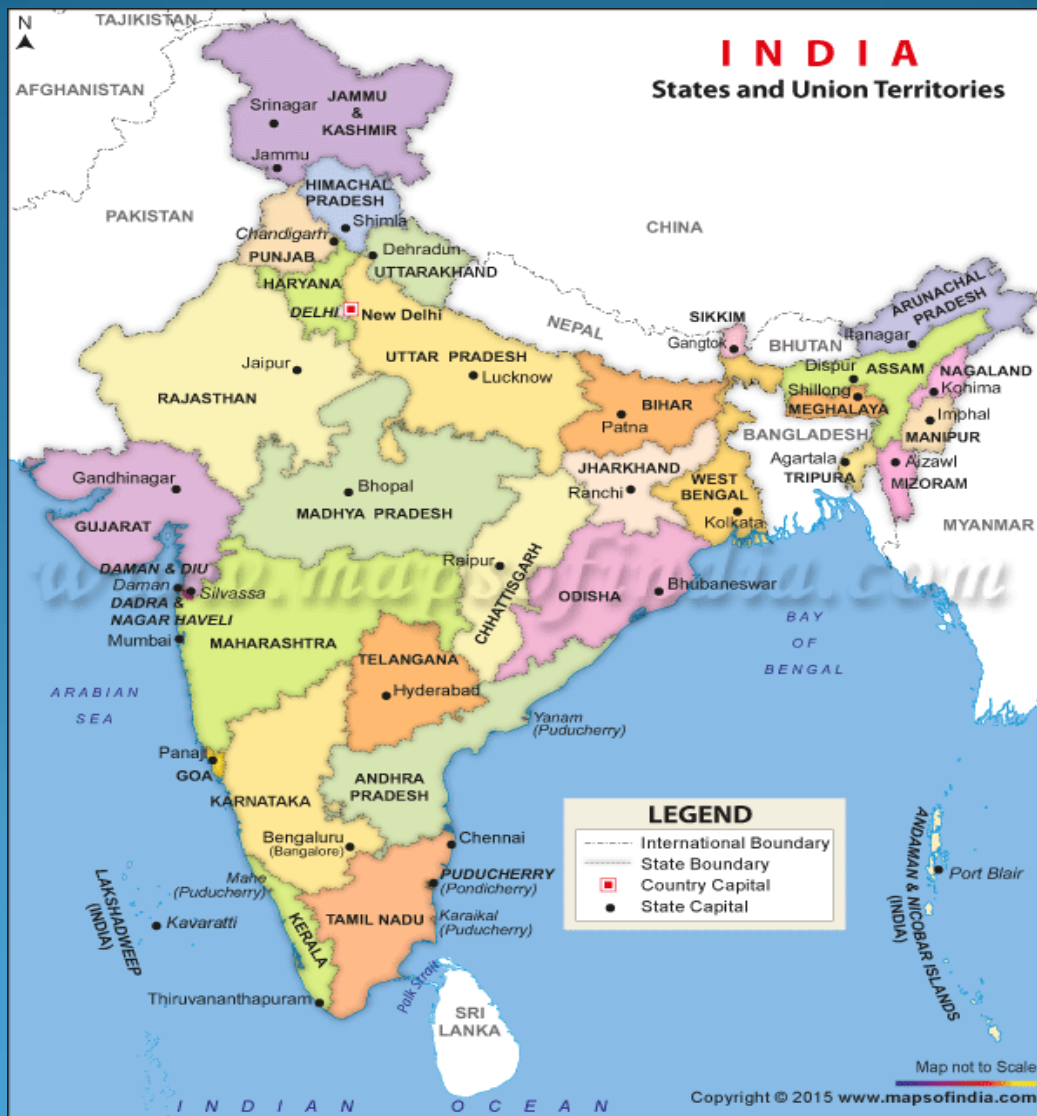 N
TAJIKISTAN
INDIA
States and Union Territories
AFGHANISTAN
JAMMU
&
KASHMIR
Srinagar
Jammu
HIMACHAL
PRADESH
Shimla
PAKISTAN
CHINA
Chandigarh
PUNJAB
Dehradun
UTTARAKHAND
HARYANA
DELHI
New Delhi
NEPAL
SIKKIM
Gangtok
BHUTAN
ARUNACHAL
PRADESH
Itanagar
Jaipur
RAJASTHAN
UTTAR PRADESH
Lucknow
BIHAR
Patna
Dispur
ASSAM
NAGALAND
Kohima
Shillong
MEGHALAYA
Imphal
MANIPUR
BANGLADESH
Agartala
TRIPURA
Aizawl
MIZORAM
MYANMAR
Gandhinagar
GUJARAT
Bhopal
MADHYA PRADESH
JHARKHAND
Ranchi
WEST
BENGAL
Kolkata
www.mapsofindia.com
DAMAN & DIU
Daman
Silvassa
DADRA &
NAGAR HAVELI
Mumbai
MAHARASHTRA
Raipur
CHHATTISGARH
ODISHA
Bhubaneswar
BAY
OF
BENGAL
ARABIAN
SEA
TELANGANA
Hyderabad
Yanam
(Puducherry)
Panaji
GOA
KARNATAKA
ANDHRA
PRADESH
Bengaluru
(Bangalore)
Chennai
LEGEND
International Boundary
State Boundary
Country Capital
State Capital
Mahe
(Puducherry)
PUDUCHERRY
(Pondicherry)
Karaikal
(Puducherry)
TAMIL NADU
KERALA
LAKSHADWEEP
(INDIA)
Kavaratti
Thiruvananthapuram
Palk Strait
SRI
LANKA
ANDAMAN & NICOBAR ISLANDS
(INDIA)
Port Blair
Map not to Scale
Copyright © 2015 www.mapsofindia.com
INDIAN OCEAN